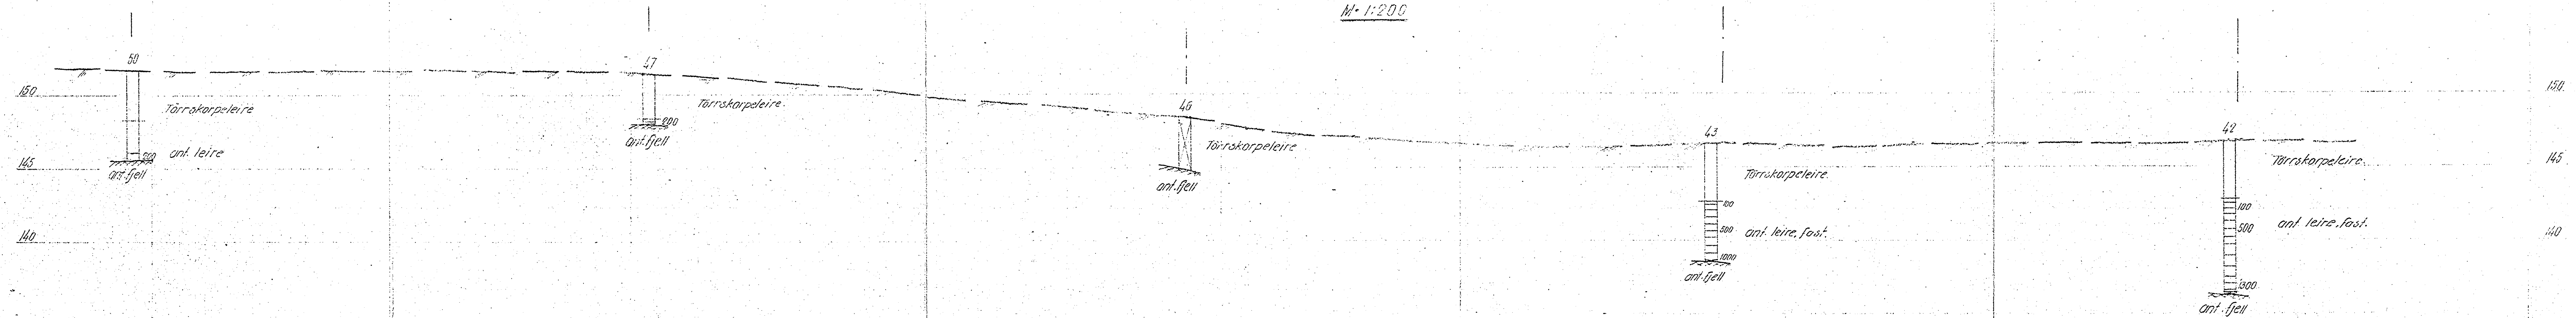 M= 1:200
50
47
46
43
42
150
150
Tørrskorpeleire
Tørrskorpeleire.
Tørrskorpeleire
Tørrskorpeleire.
Tørrskorpeleire.
200
ant. fjell
145
ant. leire
145
ant. fjell
ant. fjell
100
500
1000
ant. leire, fast.
ant. fjell
100
500
1300
ant. leire, fast.
ant. fjell
140
140